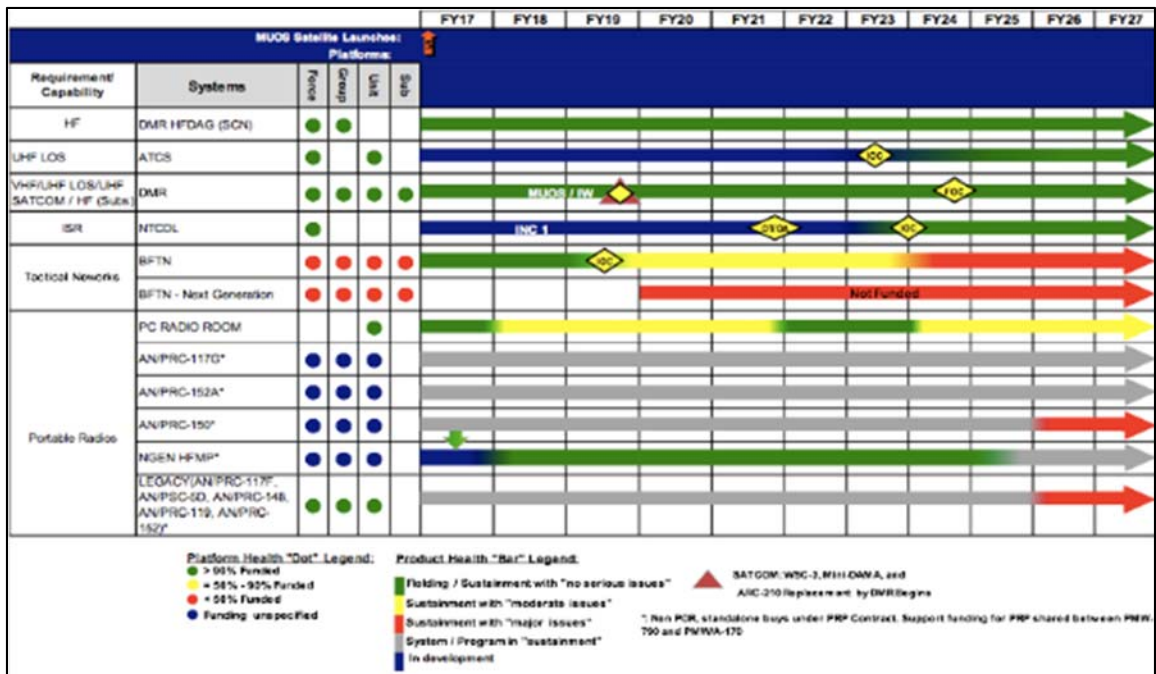 FY17 FY18 FY19 FY20 FY21 FY22 FY23 FY24 FY25 FY26 FY27
MUOS Satellite Launches:
Platforms:
Requirement/
Capability
Systems
Force
Group
Unit
Sub
HF
DMR HFDAG (SCN)
UHF LOS
ATCS
IOC
VHF/UHF LOS/UHF
SATCOM / HF (Subs)
DMR
MUOS / IW
FOC
ISR
NTCDL
INC 1
IOC
Tactical Neworks
BFTN
IOC
BFTN - Next Generation
Not Funded
Portable Radios
PC RADIO ROOM
AN/PRC-117G*
AN/PRC-152A*
AN/PRC-150*
NGEN HFMP*
LEGACY(AN/PRC-117F,
AN/PSC-5D, AN/PRC-148,
AN/PRC-119, AN/PRC-
152)*
Platform Health "Dot" Legend:
> 90% Funded
= 50% - 90% Funded
< 50% Funded
Funding unspecified
Product Health "Bar" Legend:
Fielding / Sustainment with "no serious issues"
Sustainment with "moderate issues"
Sustainment with "major issues"
System / Program in "sustainment"
In development
SATCOM: WSC-3, Mini-DAMA, and
ARC-210 Replacement by DMR Begins
*: Non POR, standalone buys under PRP Contract. Support funding for PRP shared between PMW-
790 and PMW/A-170